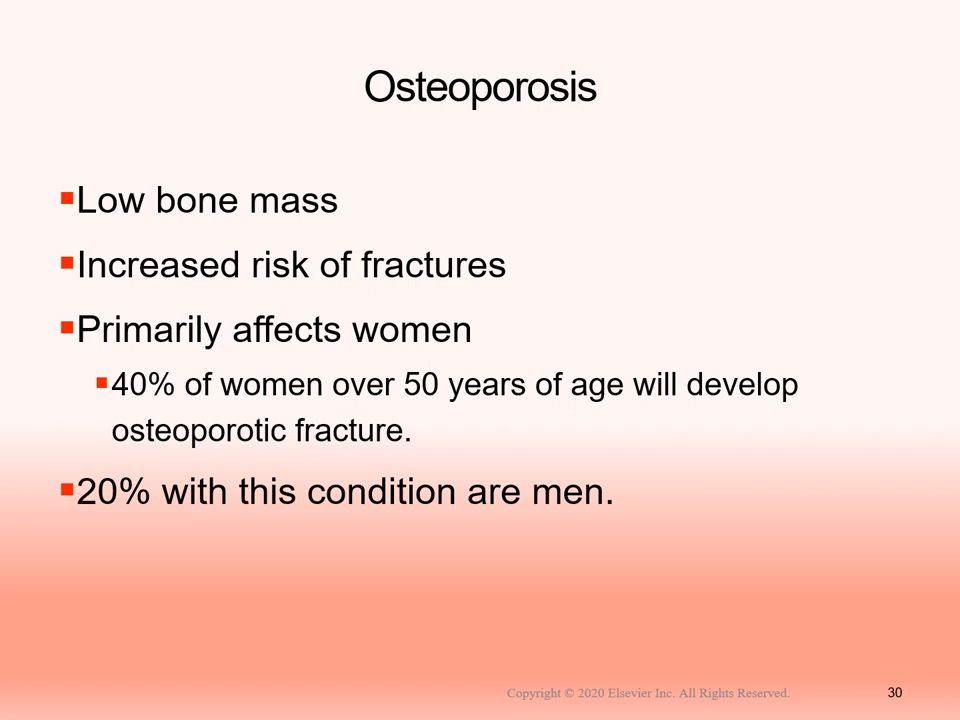 Osteoporosis
Low bone mass
Increased risk of fractures
Primarily affects women
40% of women over 50 years of age will develop
osteoporotic fracture.
20% with this condition are men.
Copyright © 2020 Elsevier Inc. All Rights Reserved.
30